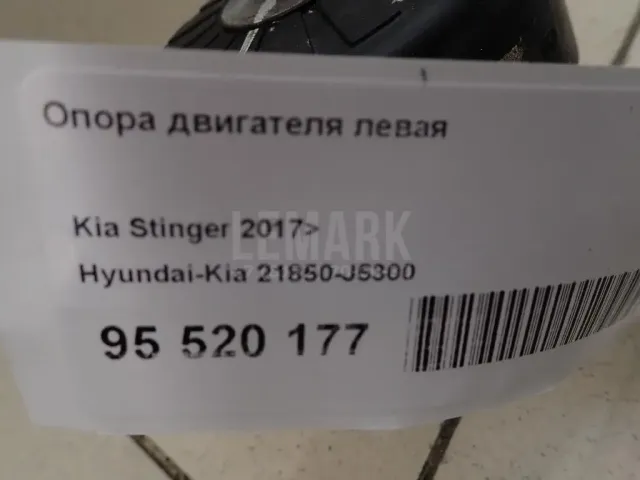 Опора двигателя левая
Kia Stinger 2017>
LEMARK
Hyundai-Kia 21850-J5300
95 520 177